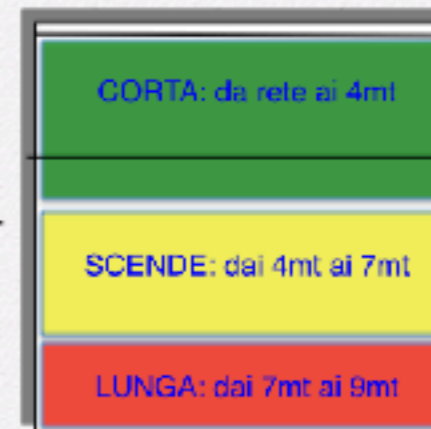 CORTA: da rete ai 4mt
SCENDE: dai 4mt ai 7mt
LUNGA: dai 7mt ai 9mt